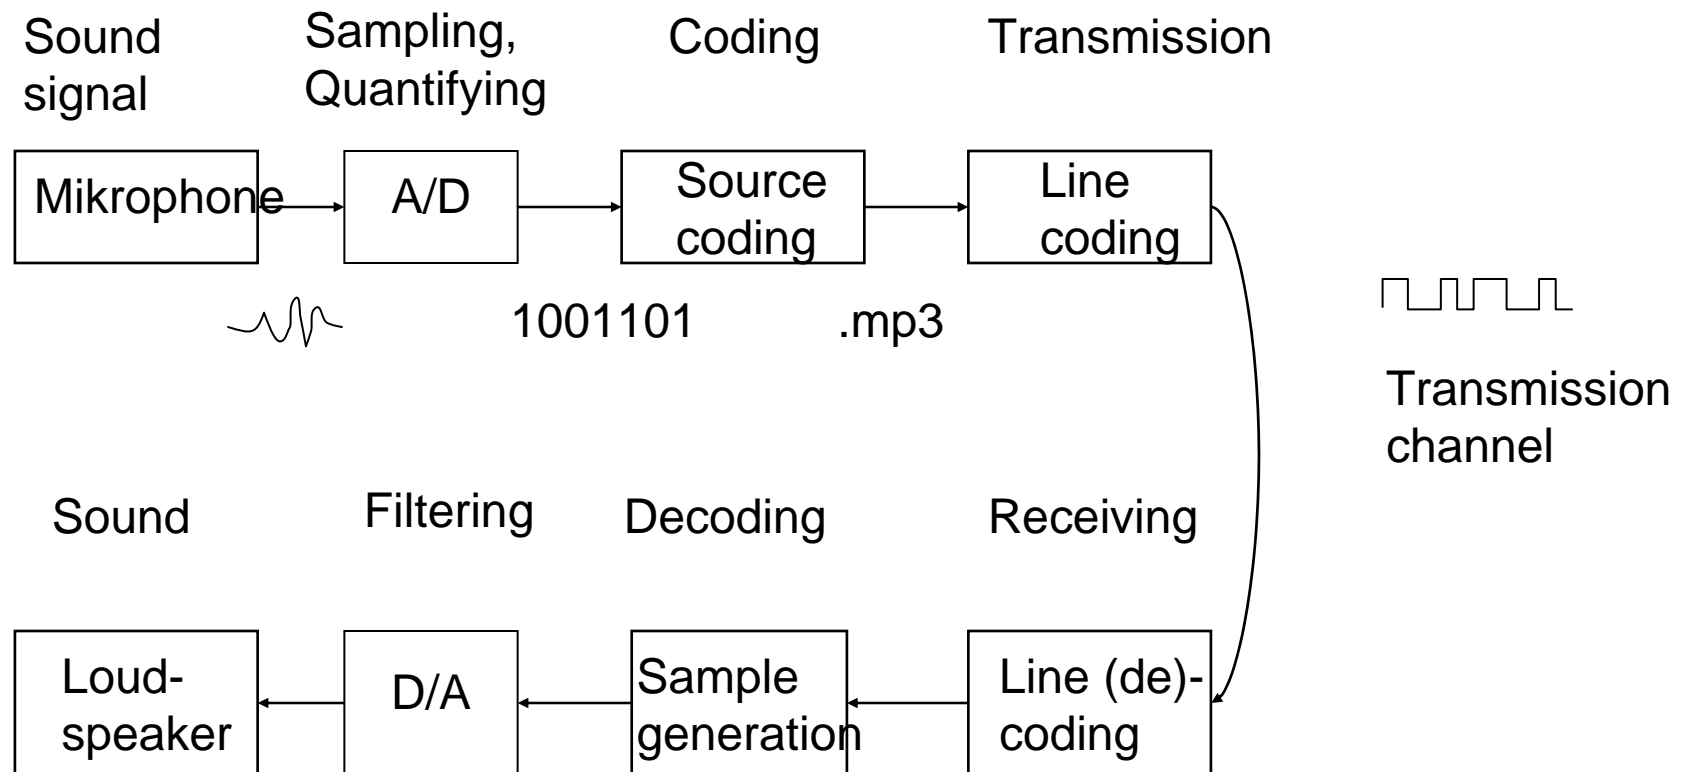 Sound
signal
Sampling,
Quantifying
Coding
Transmission
Mikrophone
A/D
Source
coding
Line
coding
1001101
.mp3
Transmission
channel
Sound
Filtering
Decoding
Receiving
Loud-
speaker
D/A
Sample
generation
Line (de)-
coding